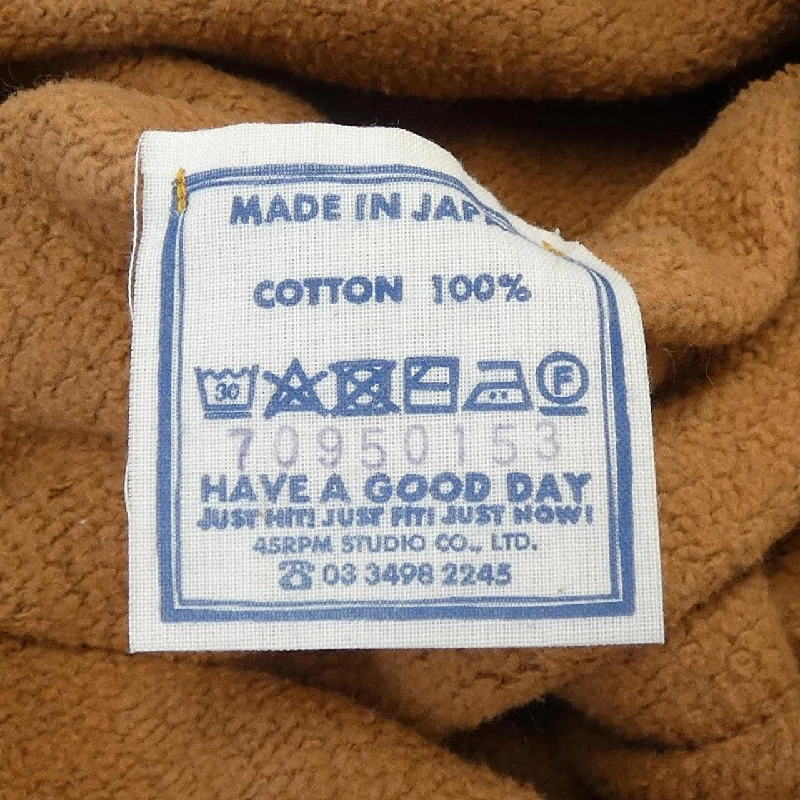 MADE IN JAPA
COTTON 100%
30 F
70950153
HAVE A GOOD DAY
JUST HIT! JUST FIT! JUST NOW!
45RPM STUDIO CO., LTD.
☎ 03 3498 2245